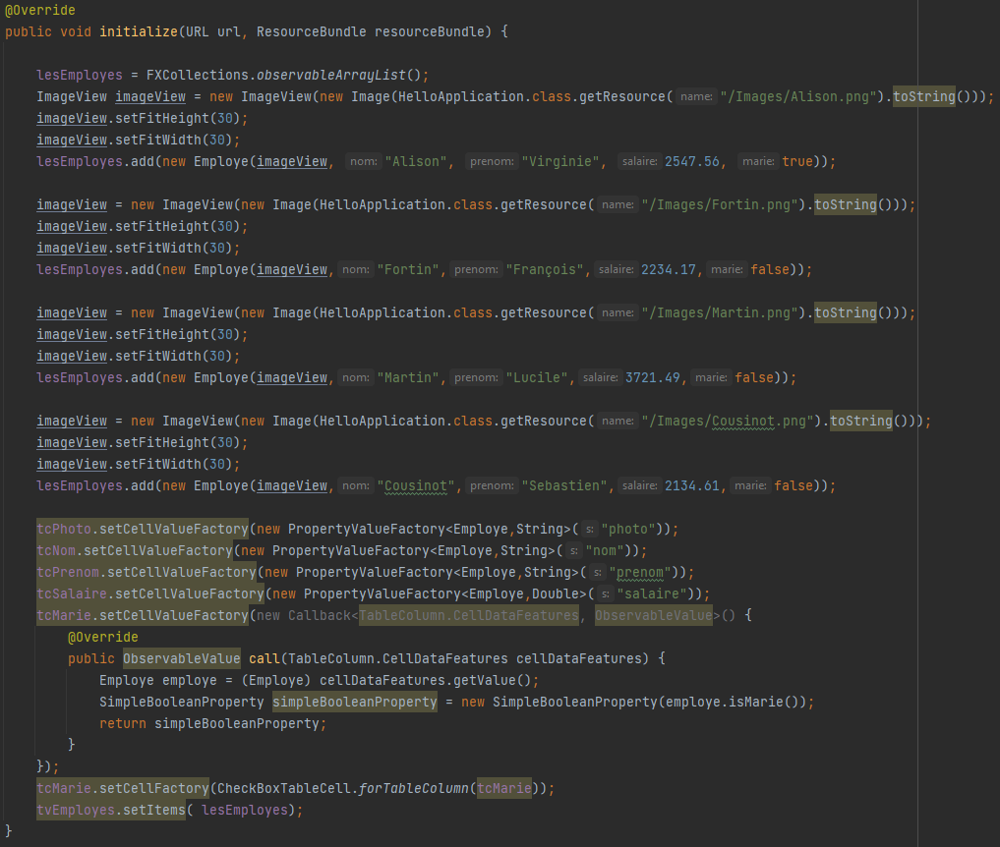 @Override
public void initialize(URL url, ResourceBundle resourceBundle) {
lesEmployes = FXCollections.observableArrayList();
ImageView imageView = new ImageView(new Image(HelloApplication.class.getResource( name: "/Images/Alison.png").toString()));
imageView.setFitHeight(30);
imageView.setFitWidth(30);
lesEmployes.add(new Employe(imageView, nom: "Alison", prenom: "Virginie", salaire: 2547.56, marie: true));
imageView = new ImageView(new Image(HelloApplication.class.getResource( name: "/Images/Fortin.png").toString()));
imageView.setFitHeight(30);
imageView.setFitWidth(30);
lesEmployes.add(new Employe(imageView, nom: "Fortin", prenom: "François", salaire: 2234.17, marie: false));
imageView = new ImageView(new Image(HelloApplication.class.getResource( name: "/Images/Martin.png").toString()));
imageView.setFitHeight(30);
imageView.setFitWidth(30);
lesEmployes.add(new Employe(imageView, nom: "Martin", prenom: "Lucile", salaire: 3721.49, marie: false));
imageView = new ImageView(new Image(HelloApplication.class.getResource( name: "/Images/Cousinot.png").toString()));
imageView.setFitHeight(30);
imageView.setFitWidth(30);
lesEmployes.add(new Employe(imageView, nom: "Cousinot", prenom: "Sebastien", salaire: 2134.61, marie: false));
tcPhoto.setCellValueFactory(new PropertyValueFactory<Employe,String>( s: "photo"));
tcNom.setCellValueFactory(new PropertyValueFactory<Employe,String>( s: "nom"));
tcPrenom.setCellValueFactory(new PropertyValueFactory<Employe,String>( s: "prenom"));
tcSalaire.setCellValueFactory(new PropertyValueFactory<Employe,Double>( s: "salaire"));
tcMarie.setCellValueFactory(new Callback<TableColumn.CellDataFeatures, ObservableValue>() {
@Override
public ObservableValue call(TableColumn.CellDataFeatures cellDataFeatures) {
Employe employe = (Employe) cellDataFeatures.getValue();
SimpleBooleanProperty simpleBooleanProperty = new SimpleBooleanProperty(employe.isMarie());
return simpleBooleanProperty;
}
});
tcMarie.setCellFactory(CheckBoxTableCell.forTableColumn(tcMarie));
tvEmployes.setItems( lesEmployes);
}